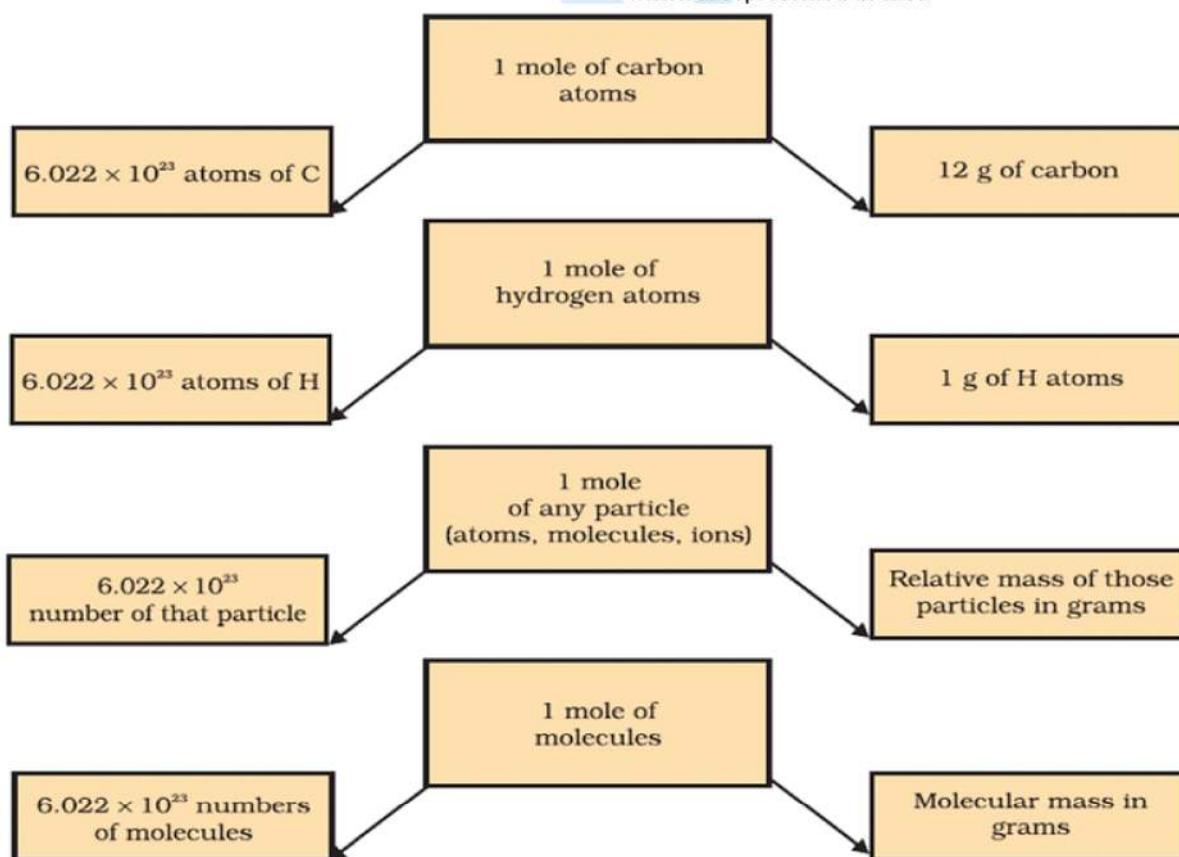 1 mole of carbon
atoms
6.022 × 10²³ atoms of C
12 g of carbon
1 mole of
hydrogen atoms
6.022 × 10²³ atoms of H
1 g of H atoms
1 mole
of any particle
(atoms, molecules, ions)
6.022 × 10²³
number of that particle
Relative mass of those
particles in grams
1 mole of
molecules
6.022 × 10²³ numbers
of molecules
Molecular mass in
grams